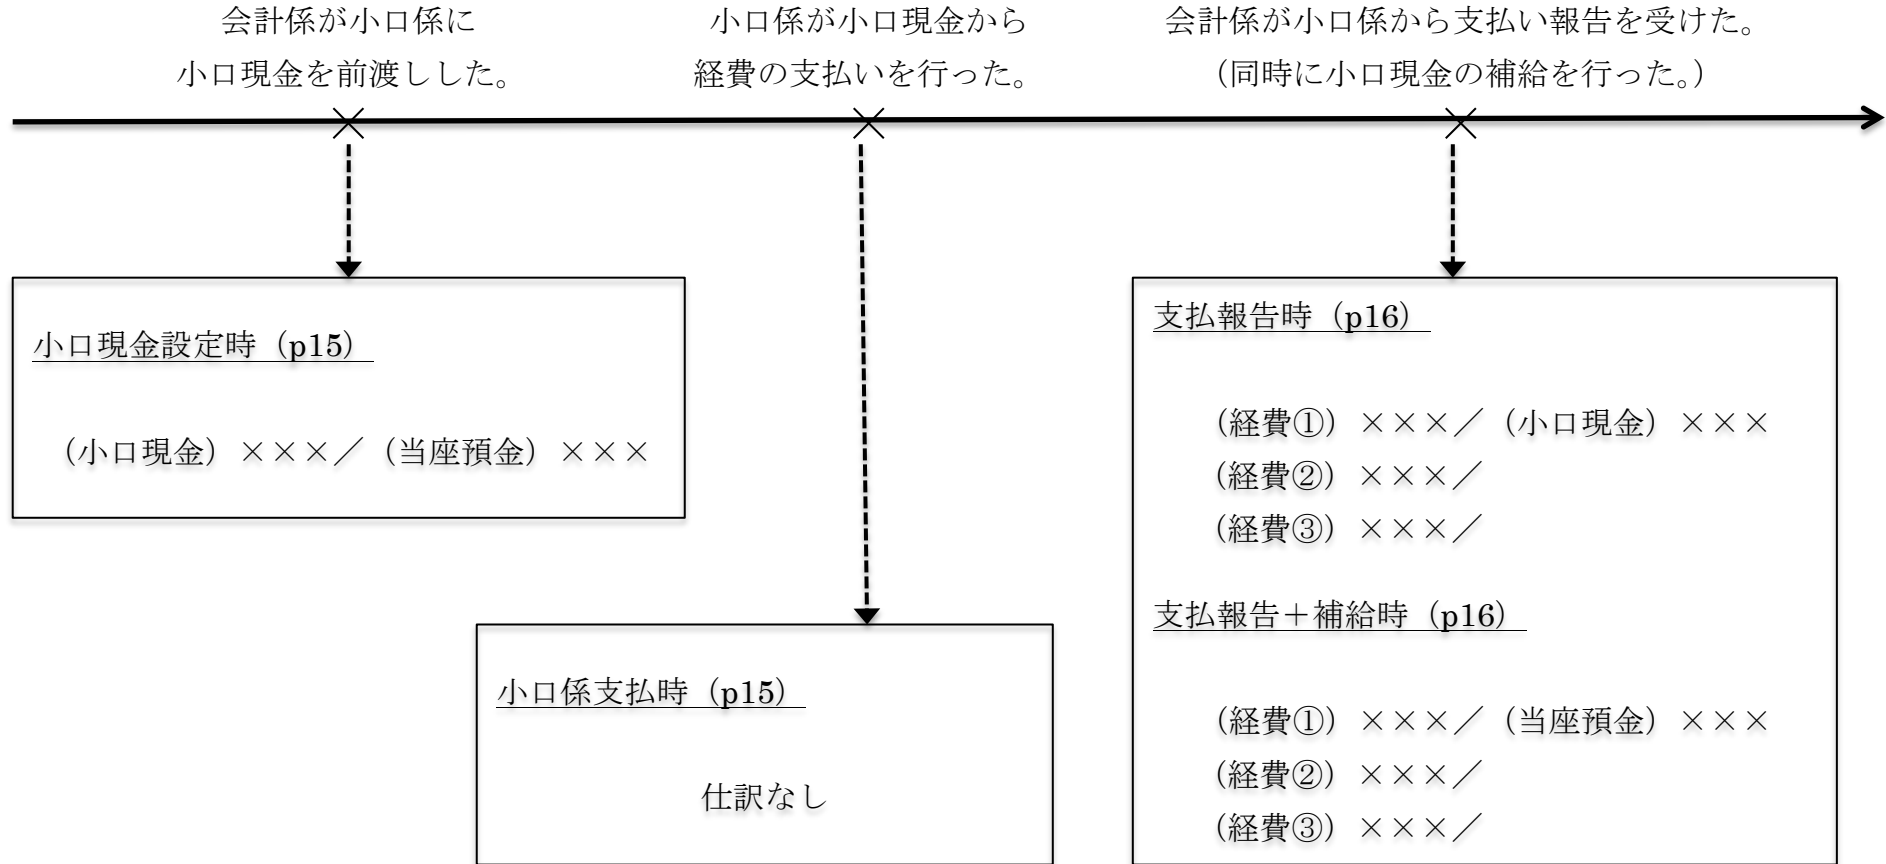 会計係が小口係に
小口現金を前渡しした。
小口係が小口現金から
経費の支払いを行った。
会計係が小口係から支払い報告を受けた。
（同時に小口現金の補給を行った。）
小口現金設定時（p15）
（小口現金）×××／（当座預金）×××
小口係支払時（p15）
仕訳なし
支払報告時（p16）
（経費①）×××／（小口現金）×××
（経費②）×××／
（経費③）×××／
支払報告＋補給時（p16）
（経費①）×××／（当座預金）×××
（経費②）×××／
（経費③）×××／